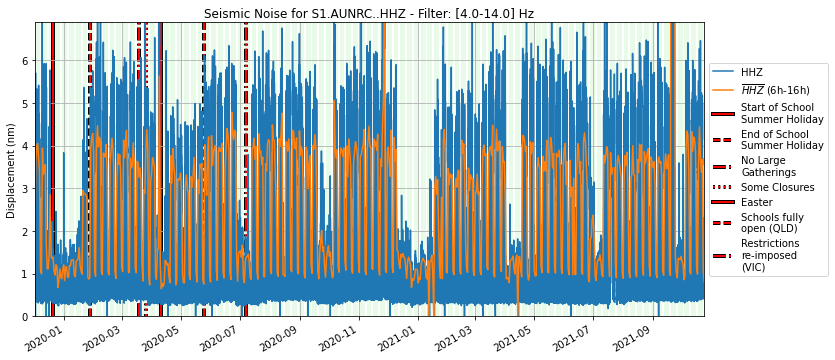 Seismic Noise for S1.AUNRC..HHZ - Filter: [4.0-14.0] Hz
Displacement (nm)
6
5
4
3
2
1
0
2020-01
2020-03
2020-05
2020-07
2020-09
2020-11
2021-01
2021-03
2021-05
2021-07
2021-09
HHZ
HHZ (6h-16h)
Start of School
Summer Holiday
End of School
Summer Holiday
No Large
Gatherings
Some Closures
Easter
Schools fully
open (QLD)
Restrictions
re-imposed
(VIC)